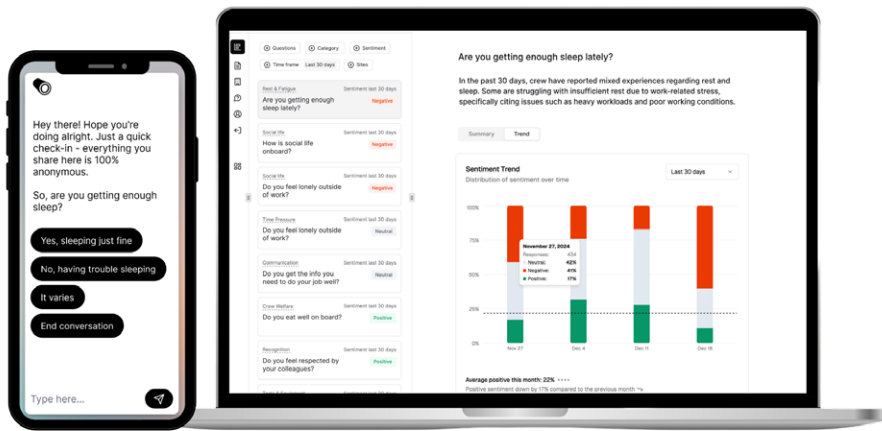 Hey there! Hope you're
doing alright. Just a quick
check-in - everything you
share here is 100%
anonymous.
So, are you getting enough
sleep?
Yes, sleeping just fine
No, having trouble sleeping
It varies
End conversation
Type here...
Questions
Category
Sentiment
Time frame Last 30 days
Sites
Rest & Fatigue Sentiment last 30 days
Are you getting enough
sleep lately?
Negative
Social life Sentiment last 30 days
How is social life
onboard?
Negative
Social life Sentiment last 30 days
Do you feel lonely outside
of work?
Negative
Time Pressure Sentiment last 30 days
Do you feel lonely outside
of work?
Neutral
Communication Sentiment last 30 days
Do you get the info you
need to do your job well?
Neutral
Crew Welfare Sentiment last 30 days
Do you eat well on board?
Positive
Recognition Sentiment last 30 days
Do you feel respected by
your colleagues?
Positive
Sentiment last 30 days
Are you getting enough sleep lately?
In the past 30 days, crew have reported mixed experiences regarding rest and
sleep. Some are struggling with insufficient rest due to work-related stress,
specifically citing issues such as heavy workloads and poor working conditions.
Summary Trend
Sentiment Trend
Distribution of sentiment over time
Last 30 days
100%
75%
50%
25%
0%
November 27, 2024
Responses: 434
Neutral: 42%
Negative: 41%
Positive: 17%
Nov 27
Dec 4
Dec 11
Dec 18
Average positive this month: 22%
Positive sentiment down by 17% compared to the previous month